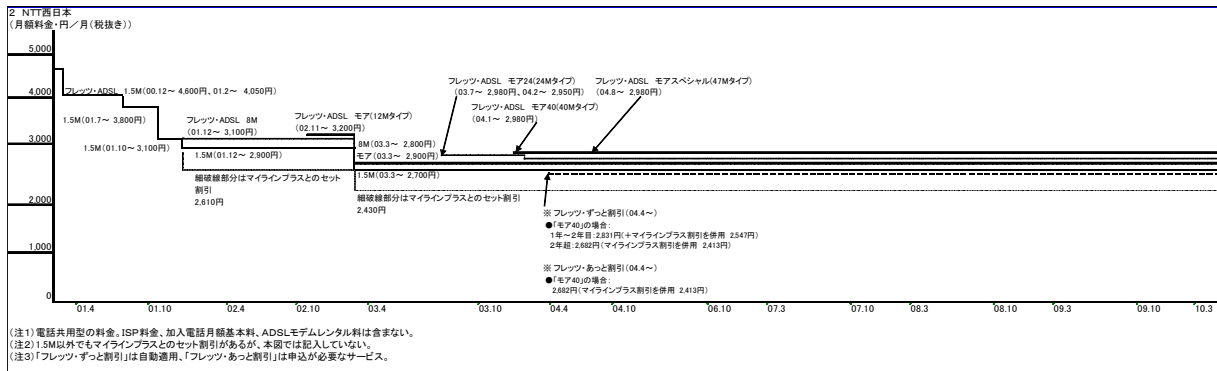 2 NTT西日本
(月額料金・円/月(税抜き))
5,000
4,000
3,000
2,000
1,000
0
フレッツ・ADSL 1.5M(00.12～ 4,600円、01.2～ 4,050円)
1.5M(01.7～ 3,800円)
1.5M(01.10～3,100円)
フレッツ・ADSL 8M
(01.12～ 3,100円)
1.5M(01.12～ 2,900円)
細破線部分はマイラインプラスとのセット
割引
2,610円
フレッツ・ADSL モア(12Mタイプ)
(02.11～ 3,200円)
8M(03.3～ 2,800円)
モア(03.3～ 2,900円)
1.5M(03.3～ 2,700円)
細破線部分はマイラインプラスとのセット割引
2,430円
フレッツ・ADSL モア24(24Mタイプ)
(03.7～ 2,980円、04.2～ 2,950円)
フレッツ・ADSL モア40(40Mタイプ)
(04.1～ 2,980円)
フレッツ・ADSL モアスペシャル(47Mタイプ)
(04.8～ 2,980円)
※ フレッツ・ずっと割引(04.4～)
●「モア40」の場合:
1年～2年目:2,831円(+マイラインプラス割引を併用 2,547円)
2年超:2,682円(マイラインプラス割引を併用 2,413円)
※ フレッツ・あっと割引(04.4～)
●「モア40」の場合:
2,682円(マイラインプラス割引を併用 2,413円)
01.4 01.10 02.4 02.10 03.4 03.10 04.4 04.10 06.10 07.3 07.10 08.3 08.10 09.3 09.10 10.3
(注1)電話共用型の料金。ISP料金、加入電話月額基本料、ADSLモデムレンタル料は含まない。
(注2)1.5M以外でもマイラインプラスとのセット割引があるが、本図では記入していない。
(注3)「フレッツ・ずっと割引」は自動適用、「フレッツ・あっと割引」は申込が必要なサービス。